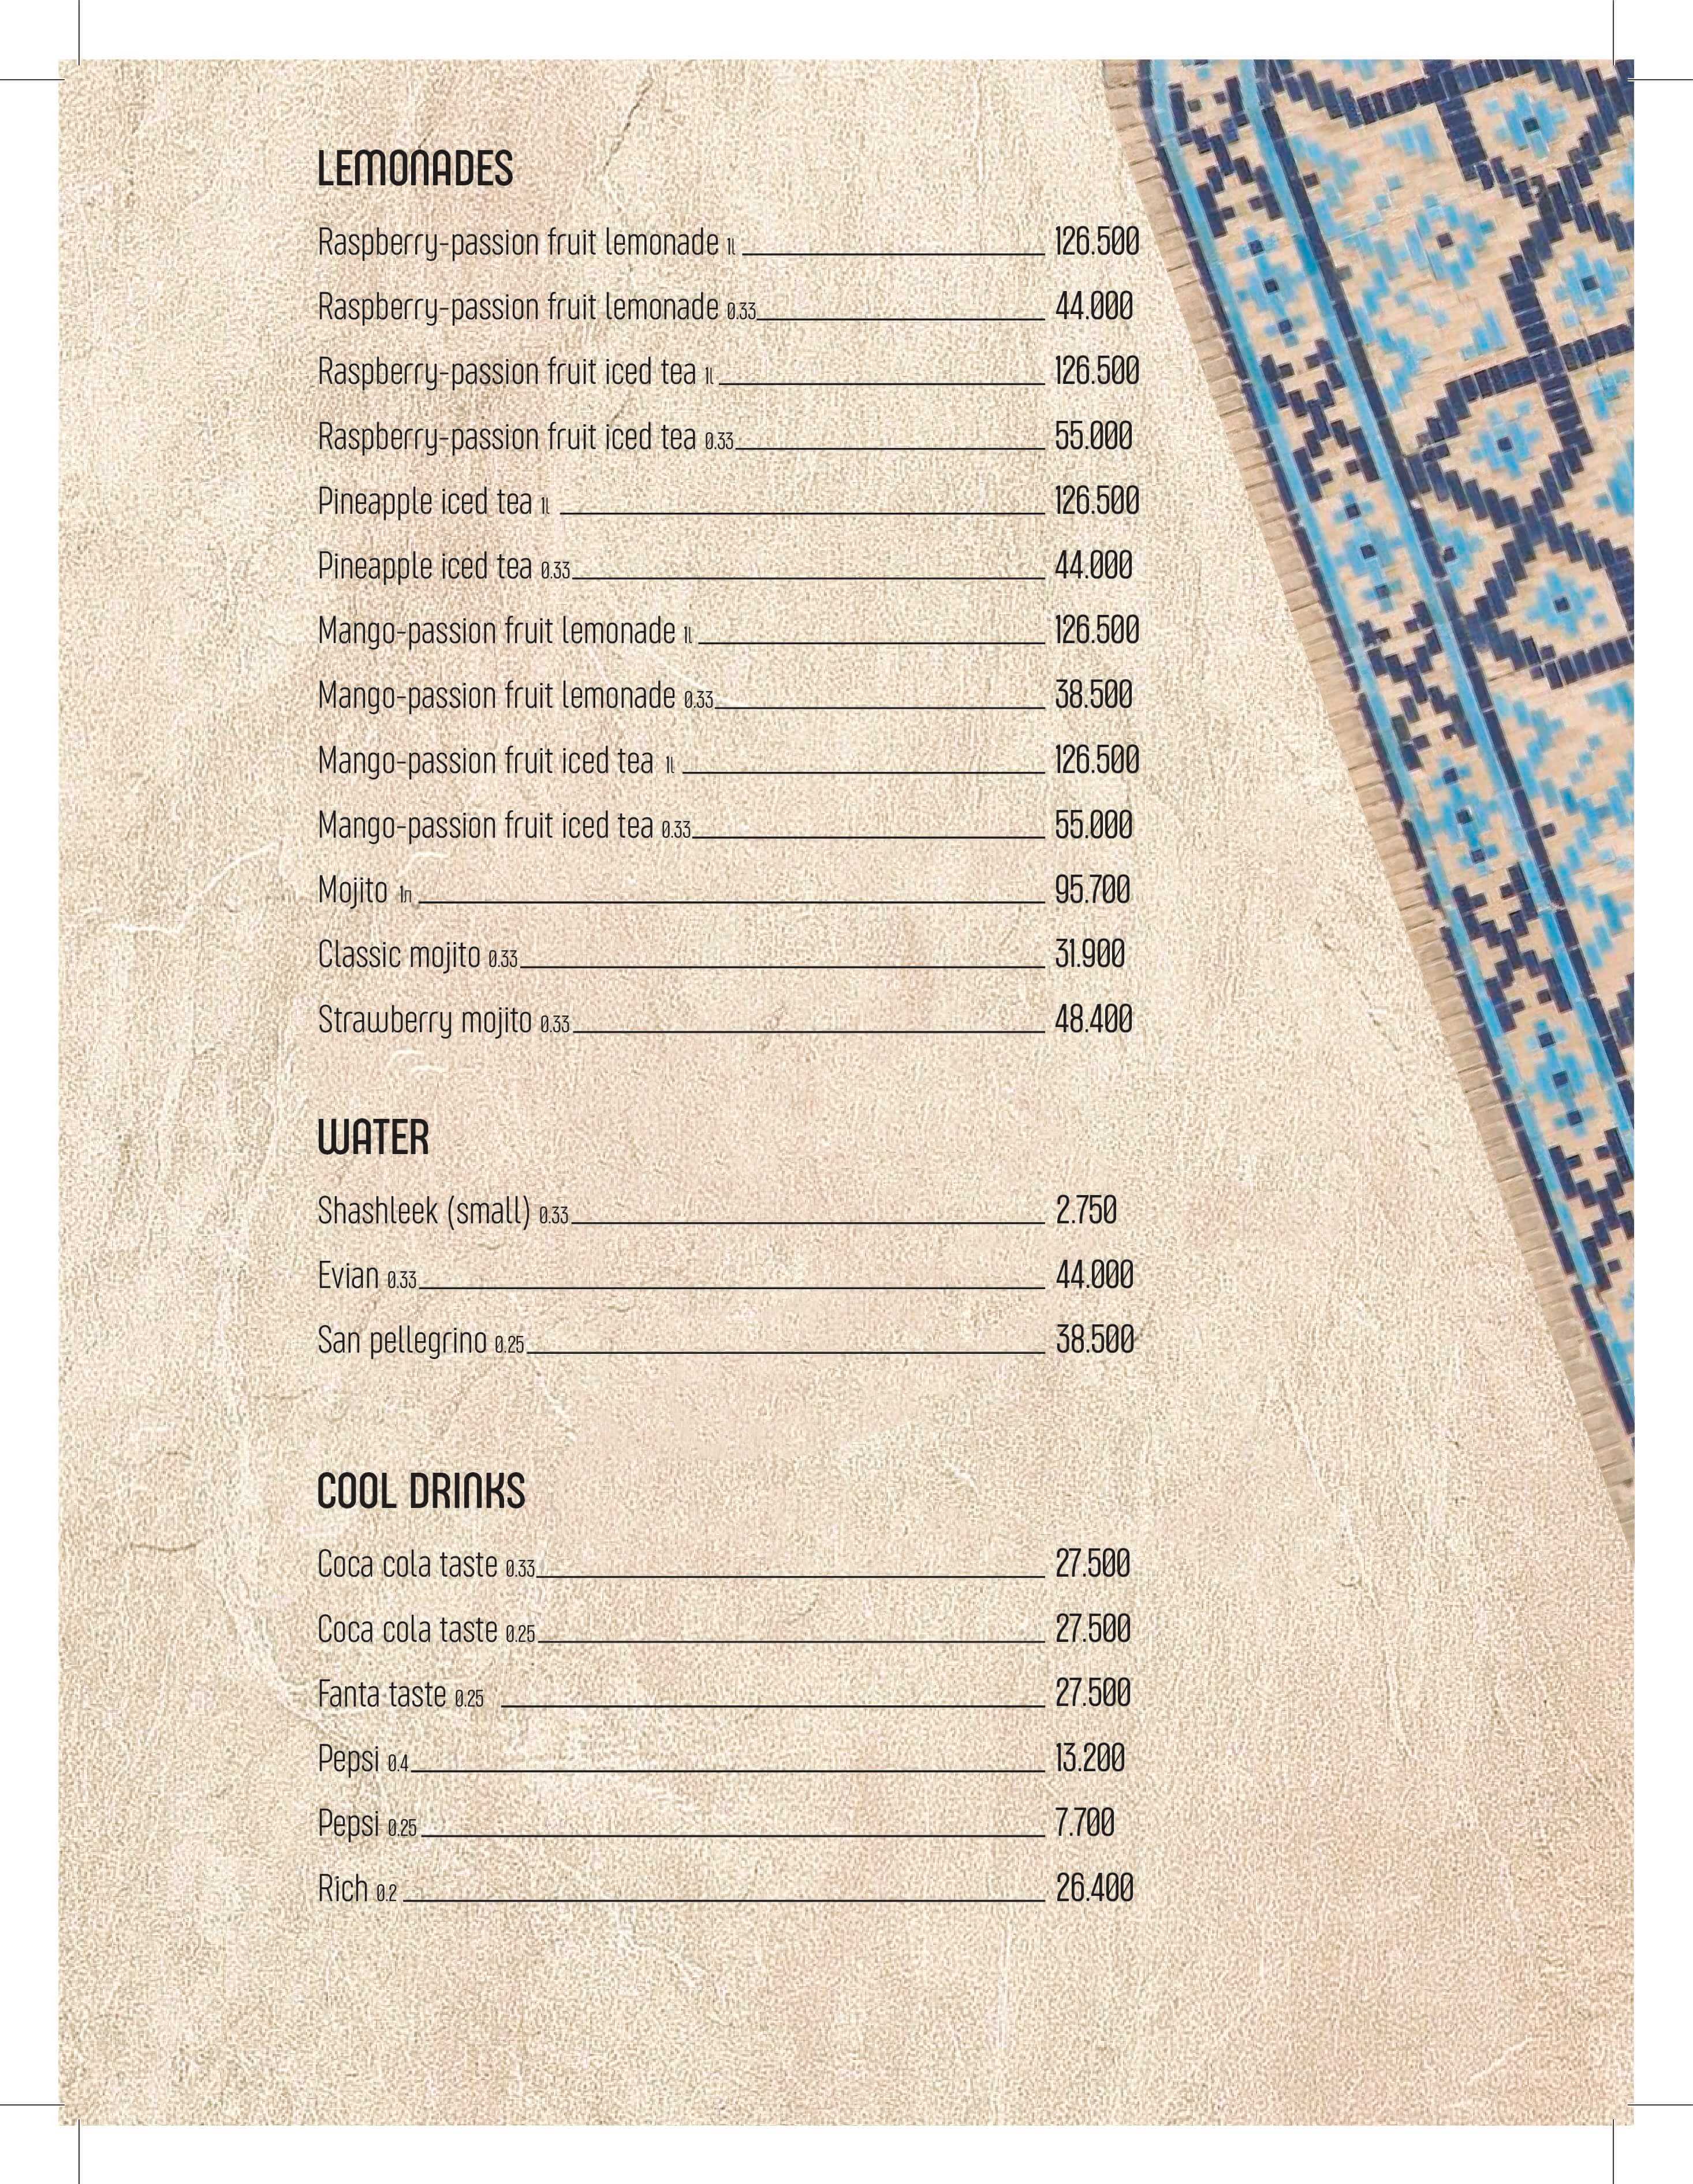 LEMONADES
Raspberry-passion fruit lemonade 1l 126.500
Raspberry-passion fruit lemonade 0.33 44.000
Raspberry-passion fruit iced tea 1l 126.500
Raspberry-passion fruit iced tea 0.33 55.000
Pineapple iced tea 1l 126.500
Pineapple iced tea 0.33 44.000
Mango-passion fruit lemonade 1l 126.500
Mango-passion fruit lemonade 0.33 38.500
Mango-passion fruit iced tea 1l 126.500
Mango-passion fruit iced tea 0.33 55.000
Mojito 1л 95.700
Classic mojito 0.33 31.900
Strawberry mojito 0.33 48.400
WATER
Shashleek (small) 0.33 2.750
Evian 0.33 44.000
San pellegrino 0.25 38.500
COOL DRINKS
Coca cola taste 0.33 27.500
Coca cola taste 0.25 27.500
Fanta taste 0.25 27.500
Pepsi 0.4 13.200
Pepsi 0.25 7.700
Rich 0.2 26.400